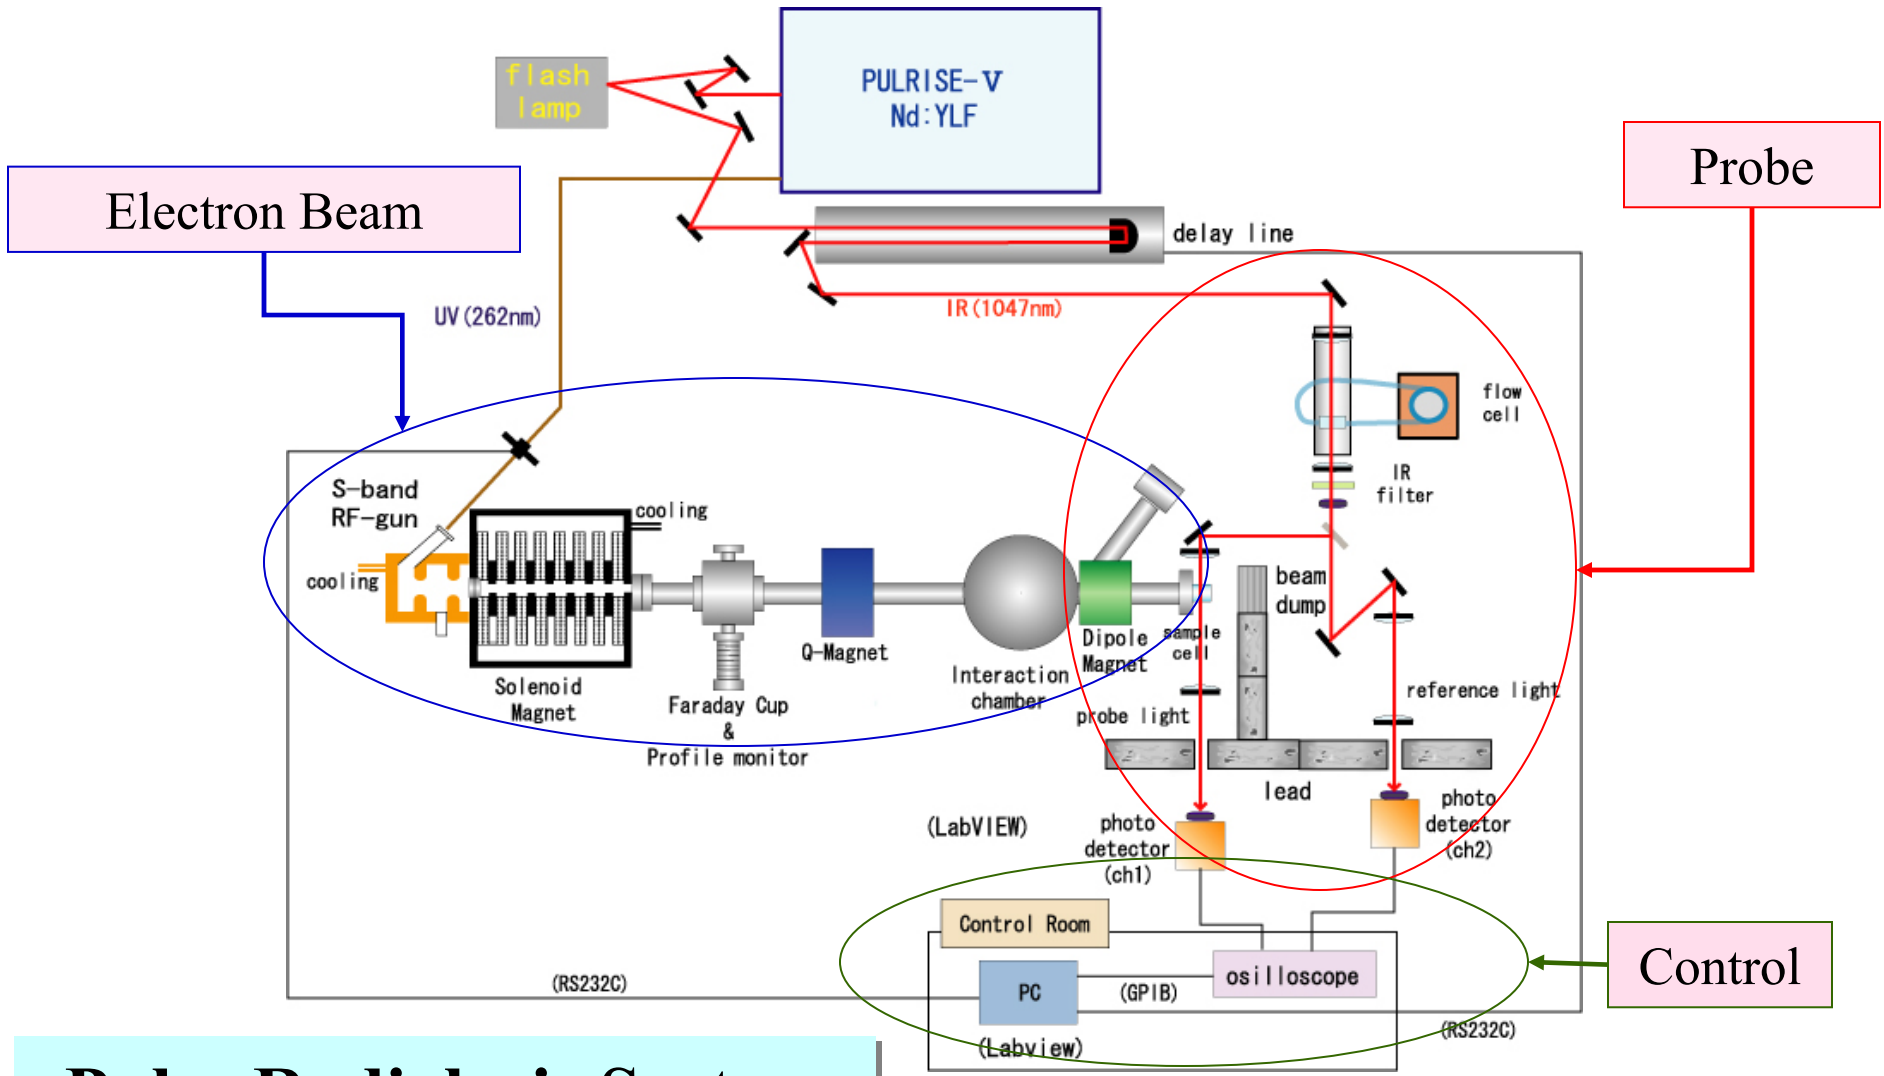 flash
lamp
PULRISE-V
Nd:YLF
Probe
Electron Beam
delay line
UV(262nm)
IR(1047nm)
flow
cell
IR
filter
S-band
RF-gun
cooling
cooling
beam
dump
Solenoid
Magnet
Faraday Cup
&
Profile monitor
Q-Magnet
Interaction
chamber
Dipole
Magnet
sample
cell
probe light
reference light
lead
(LabVIEW)
photo
detector
(ch1)
photo
detector
(ch2)
Control Room
osilloscope
PC
(GPIB)
(RS232C)
(RS232C)
(Labview)
Control